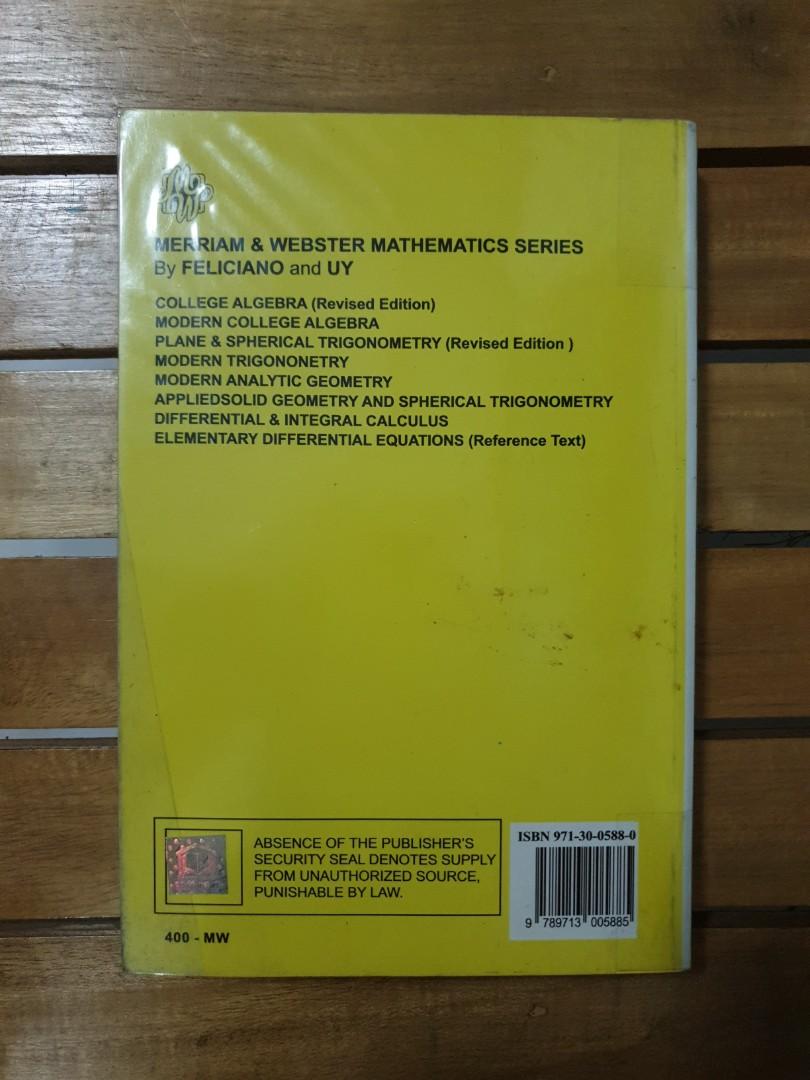 MW
MERRIAM & WEBSTER MATHEMATICS SERIES
By FELICIANO and UY
COLLEGE ALGEBRA (Revised Edition)
MODERN COLLEGE ALGEBRA
PLANE & SPHERICAL TRIGONOMETRY (Revised Edition )
MODERN TRIGONONETRY
MODERN ANALYTIC GEOMETRY
APPLIEDSOLID GEOMETRY AND SPHERICAL TRIGONOMETRY
DIFFERENTIAL & INTEGRAL CALCULUS
ELEMENTARY DIFFERENTIAL EQUATIONS (Reference Text)
ABSENCE OF THE PUBLISHER'S
SECURITY SEAL DENOTES SUPPLY
FROM UNAUTHORIZED SOURCE,
PUNISHABLE BY LAW.
400 - MW
ISBN 971-30-0588-0
9 789713 005885